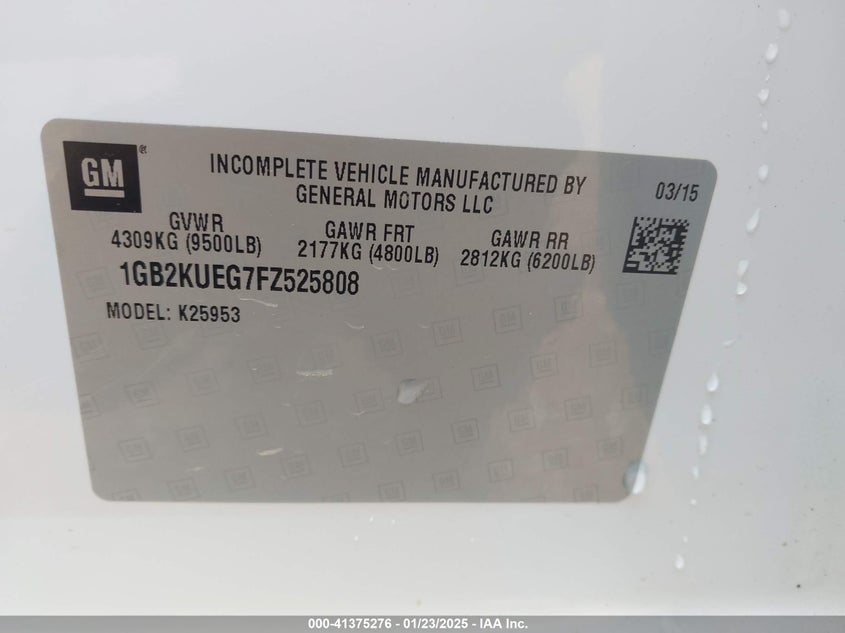 GM
INCOMPLETE VEHICLE MANUFACTURED BY
GENERAL MOTORS LLC
03/15
GVWR
4309KG (9500LB)
GAWR FRT
2177KG (4800LB)
GAWR RR
2812KG (6200LB)
1GB2KUEG7FZ525808
MODEL: K25953
000-41375276 - 01/23/2025 - IAA Inc.